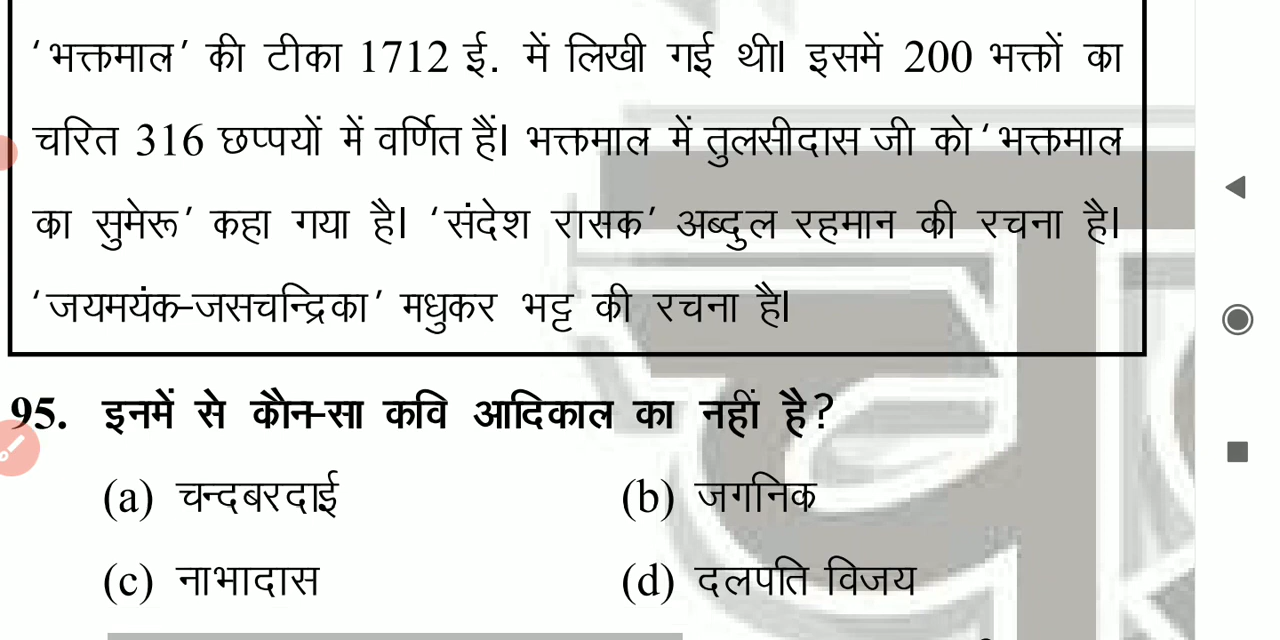 ‘भक्तमाल’ की टीका 1712 ई. में लिखी गई थी। इसमें 200 भक्तों का
चरित 316 छप्पयों में वर्णित हैं। भक्तमाल में तुलसीदास जी को ‘भक्तमाल
का सुमेरू’ कहा गया है। ‘संदेश रासक’ अब्दुल रहमान की रचना है।
‘जयमयंक-जसचन्द्रिका’ मधुकर भट्ट की रचना है।
95. इनमें से कौन-सा कवि आदिकाल का नहीं है?
(a) चन्दबरदाई (b) जगनिक
(c) नाभादास (d) दलपति विजय